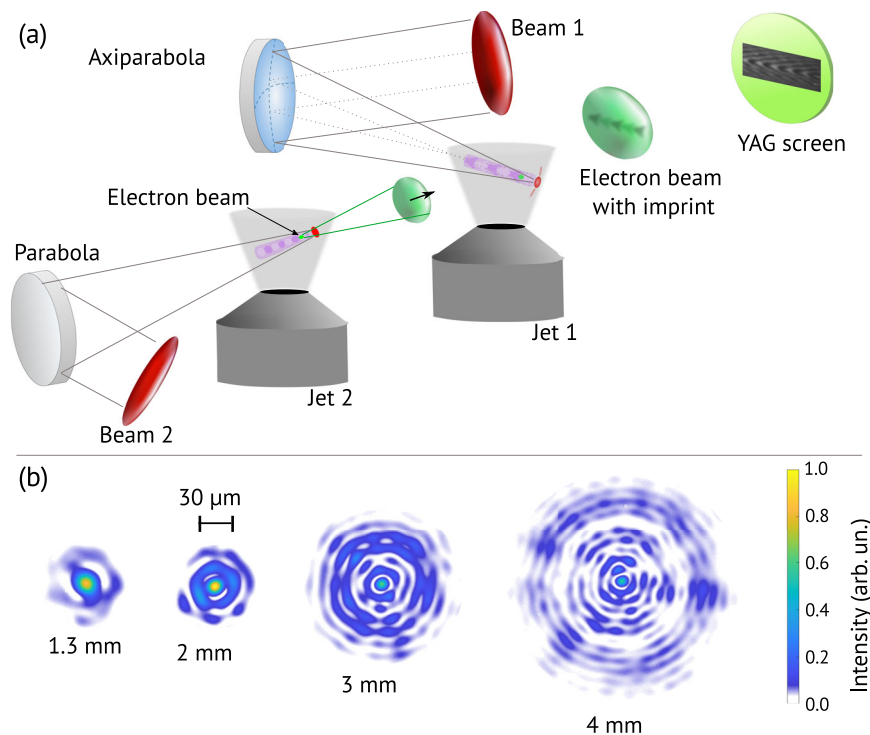 (a)
Beam 1
Axiparabola
YAG screen
Electron beam
with imprint
Electron beam
Parabola
Jet 1
Jet 2
Beam 2
(b)
30 µm
1.3 mm
2 mm
3 mm
4 mm
1.0
0.8
0.6
0.4
0.2
0.0
Intensity (arb. un.)